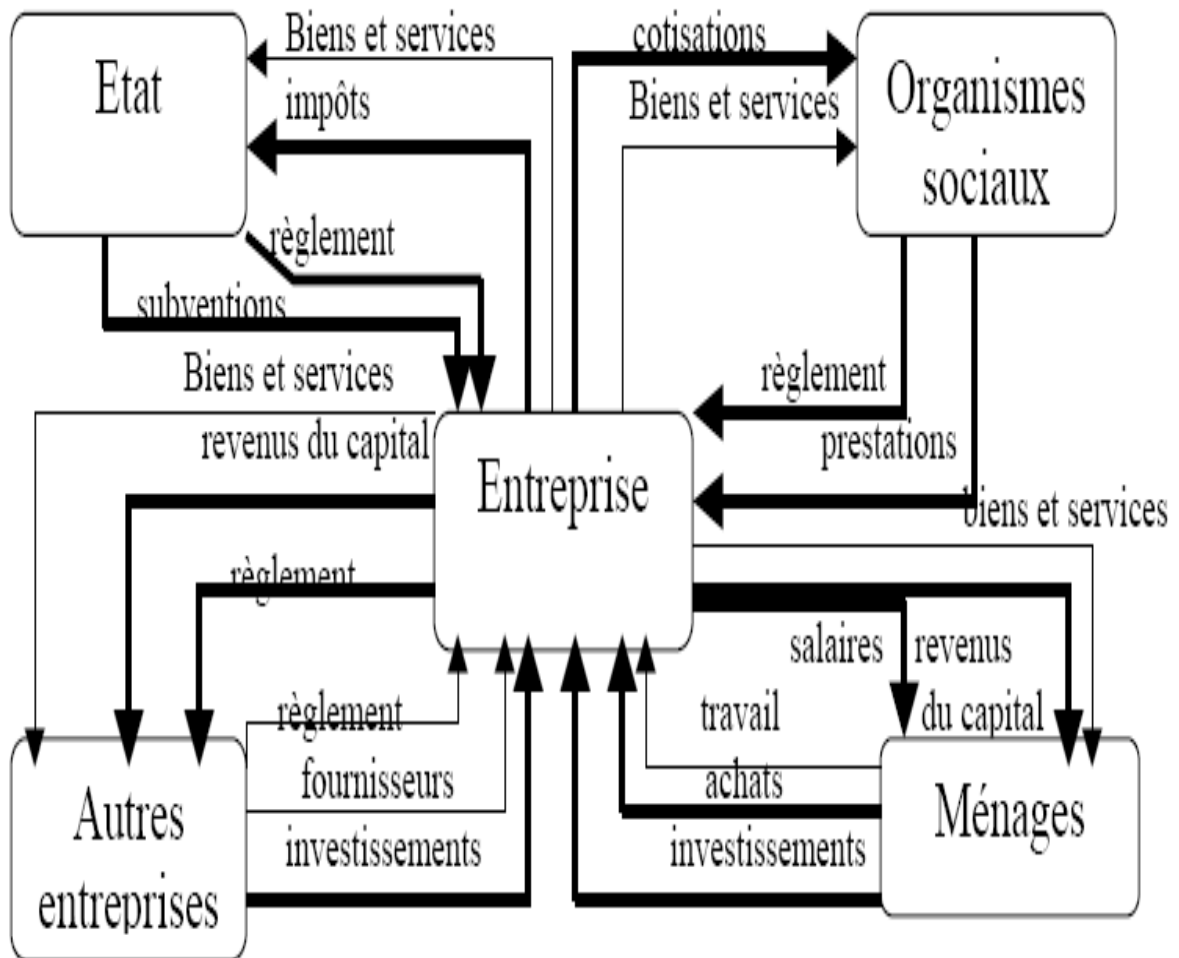 Biens et services
cotisations
Etat
impôts
Biens et services
Organismes
sociaux
règlement
subventions
Biens et services
règlement
revenus du capital
prestations
Entreprise
biens et services
règlement
salaires
revenus
règlement
travail
du capital
fournisseurs
achats
Autres
entreprises
investissements
investissements
Ménages